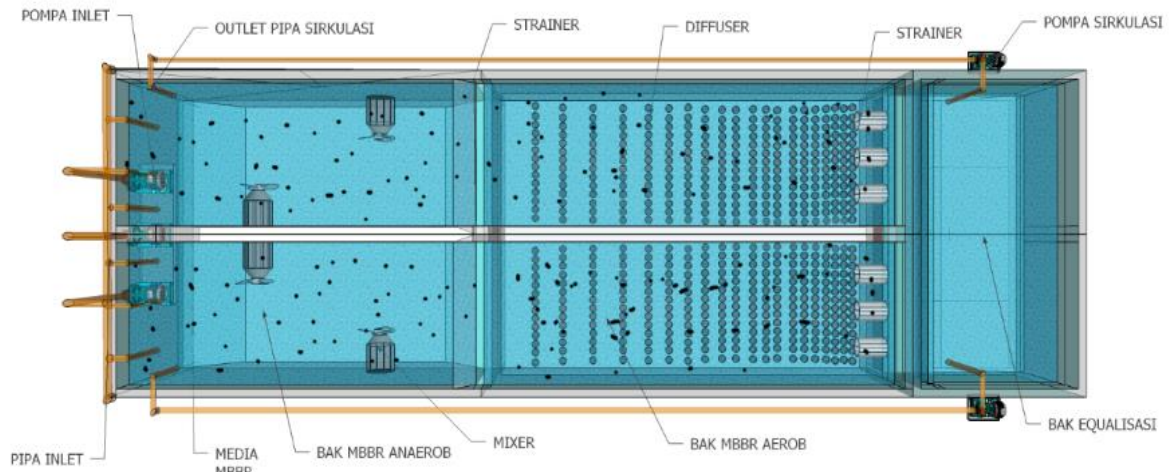 POMPA INLET
OUTLET PIPA SIRKULASI
STRAINER
DIFFUSER
STRAINER
POMPA SIRKULASI
PIPA INLET
MEDIA
MBBR
BAK MBBR ANAEROB
MIXER
BAK MBBR AEROB
BAK EQUALISASI